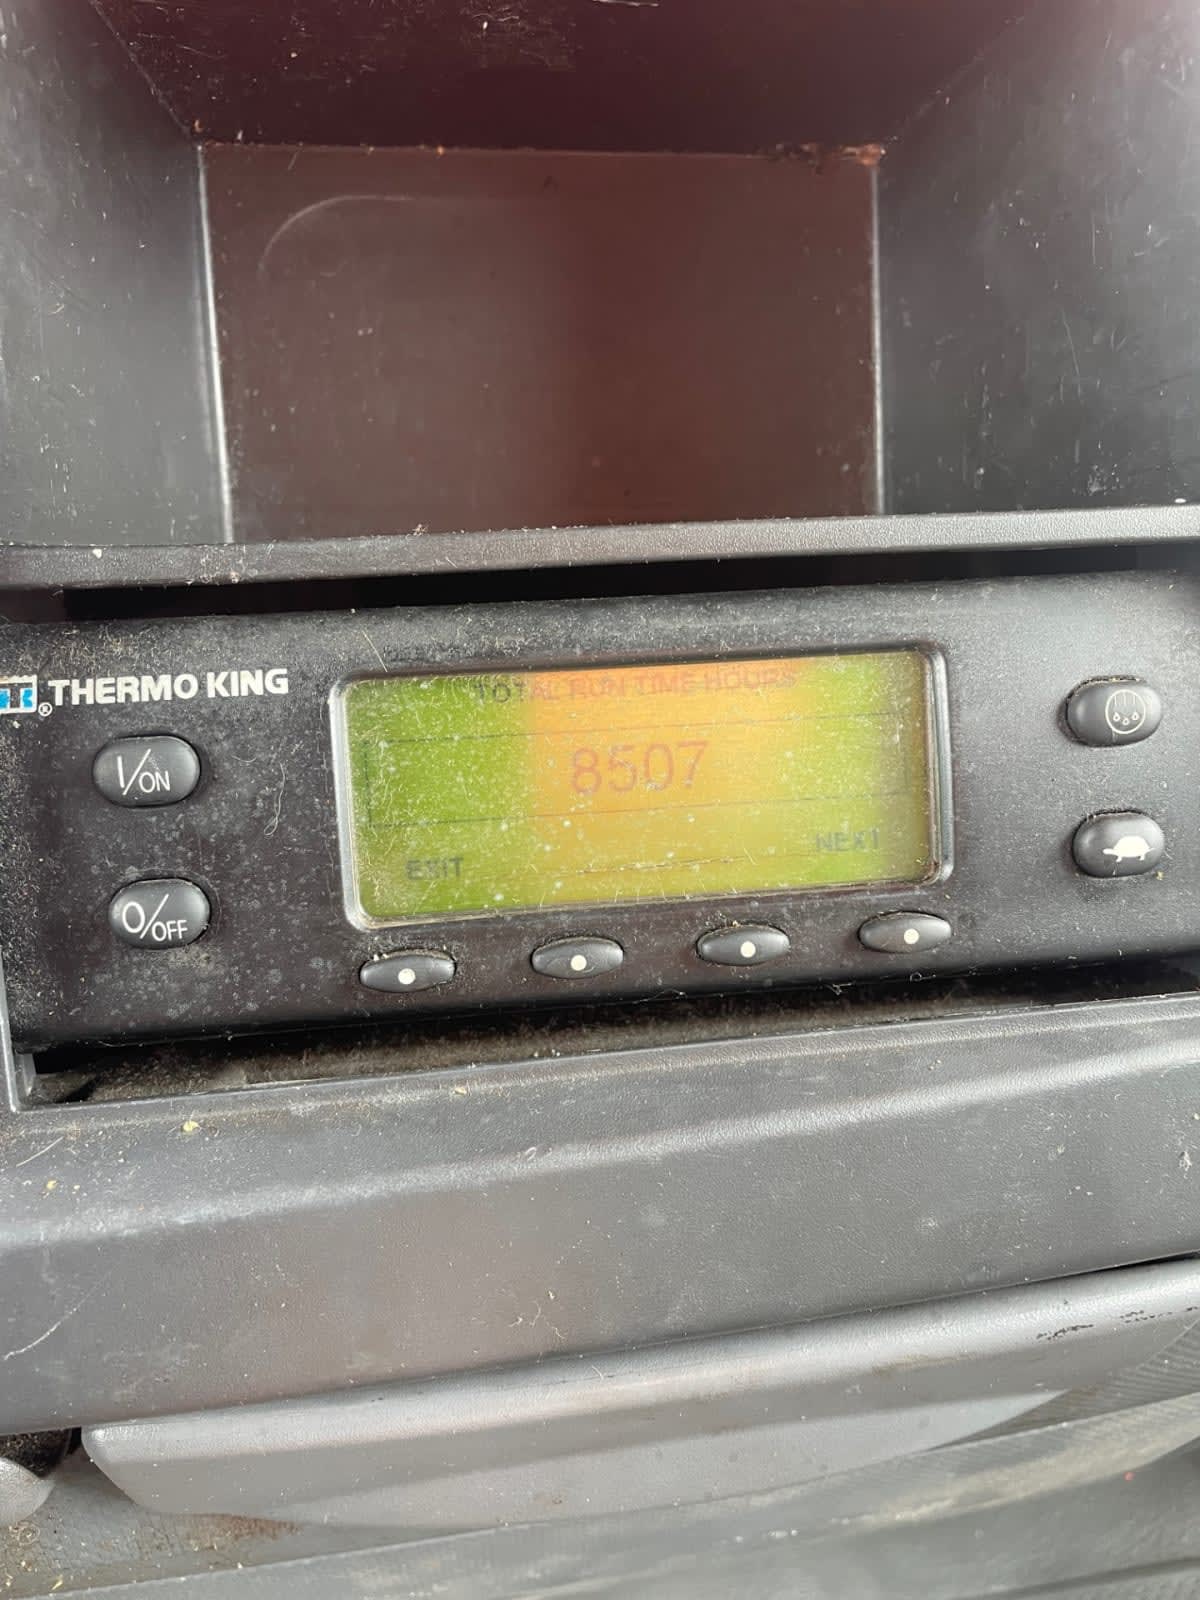 THERMO KING
®
TOTAL RUN TIME HOURS
8507
EXIT
NEXT
I/ON
O/OFF